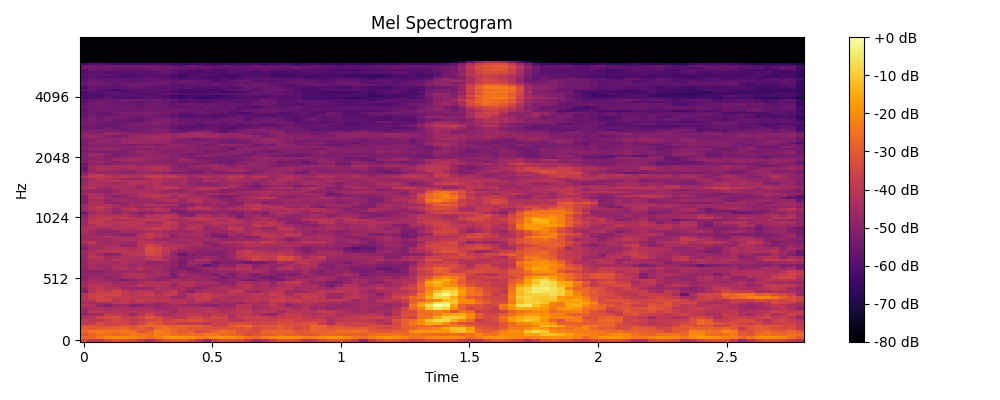 Mel Spectrogram
Hz
4096
2048
1024
512
0
0
0.5
1
1.5
2
2.5
Time
+0 dB
-10 dB
-20 dB
-30 dB
-40 dB
-50 dB
-60 dB
-70 dB
-80 dB